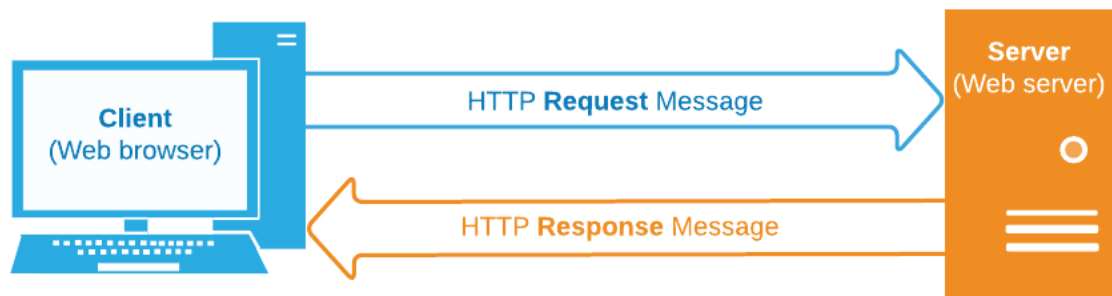 Client
(Web browser)
HTTP Request Message
HTTP Response Message
Server
(Web server)